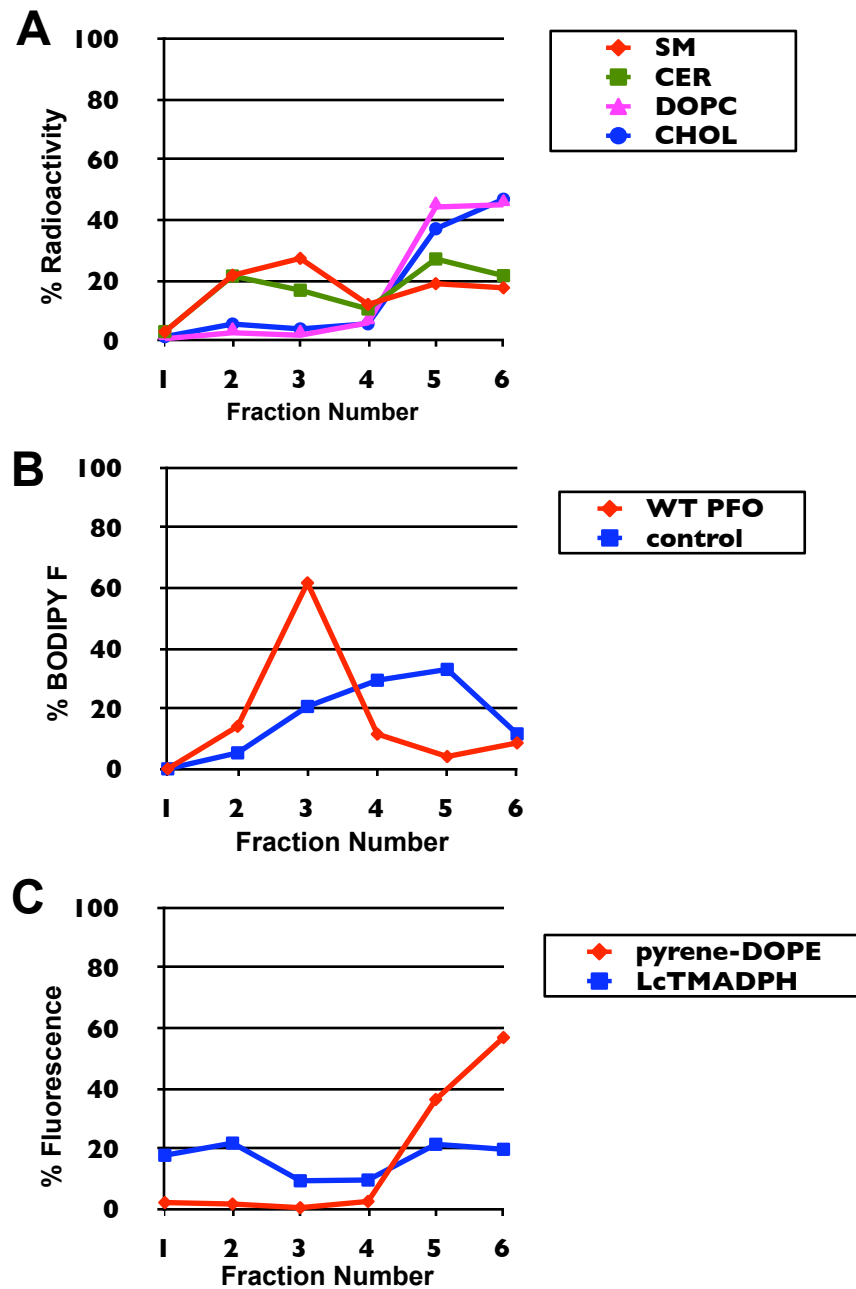 A
% Radioactivity
100
80
60
40
20
0
1 2 3 4 5 6
Fraction Number
SM
CER
DOPC
CHOL
B
% BODIPY F
100
80
60
40
20
0
1 2 3 4 5 6
Fraction Number
WT PFO
control
C
% Fluorescence
100
80
60
40
20
0
1 2 3 4 5 6
Fraction Number
pyrene-DOPE
LcTMADPH